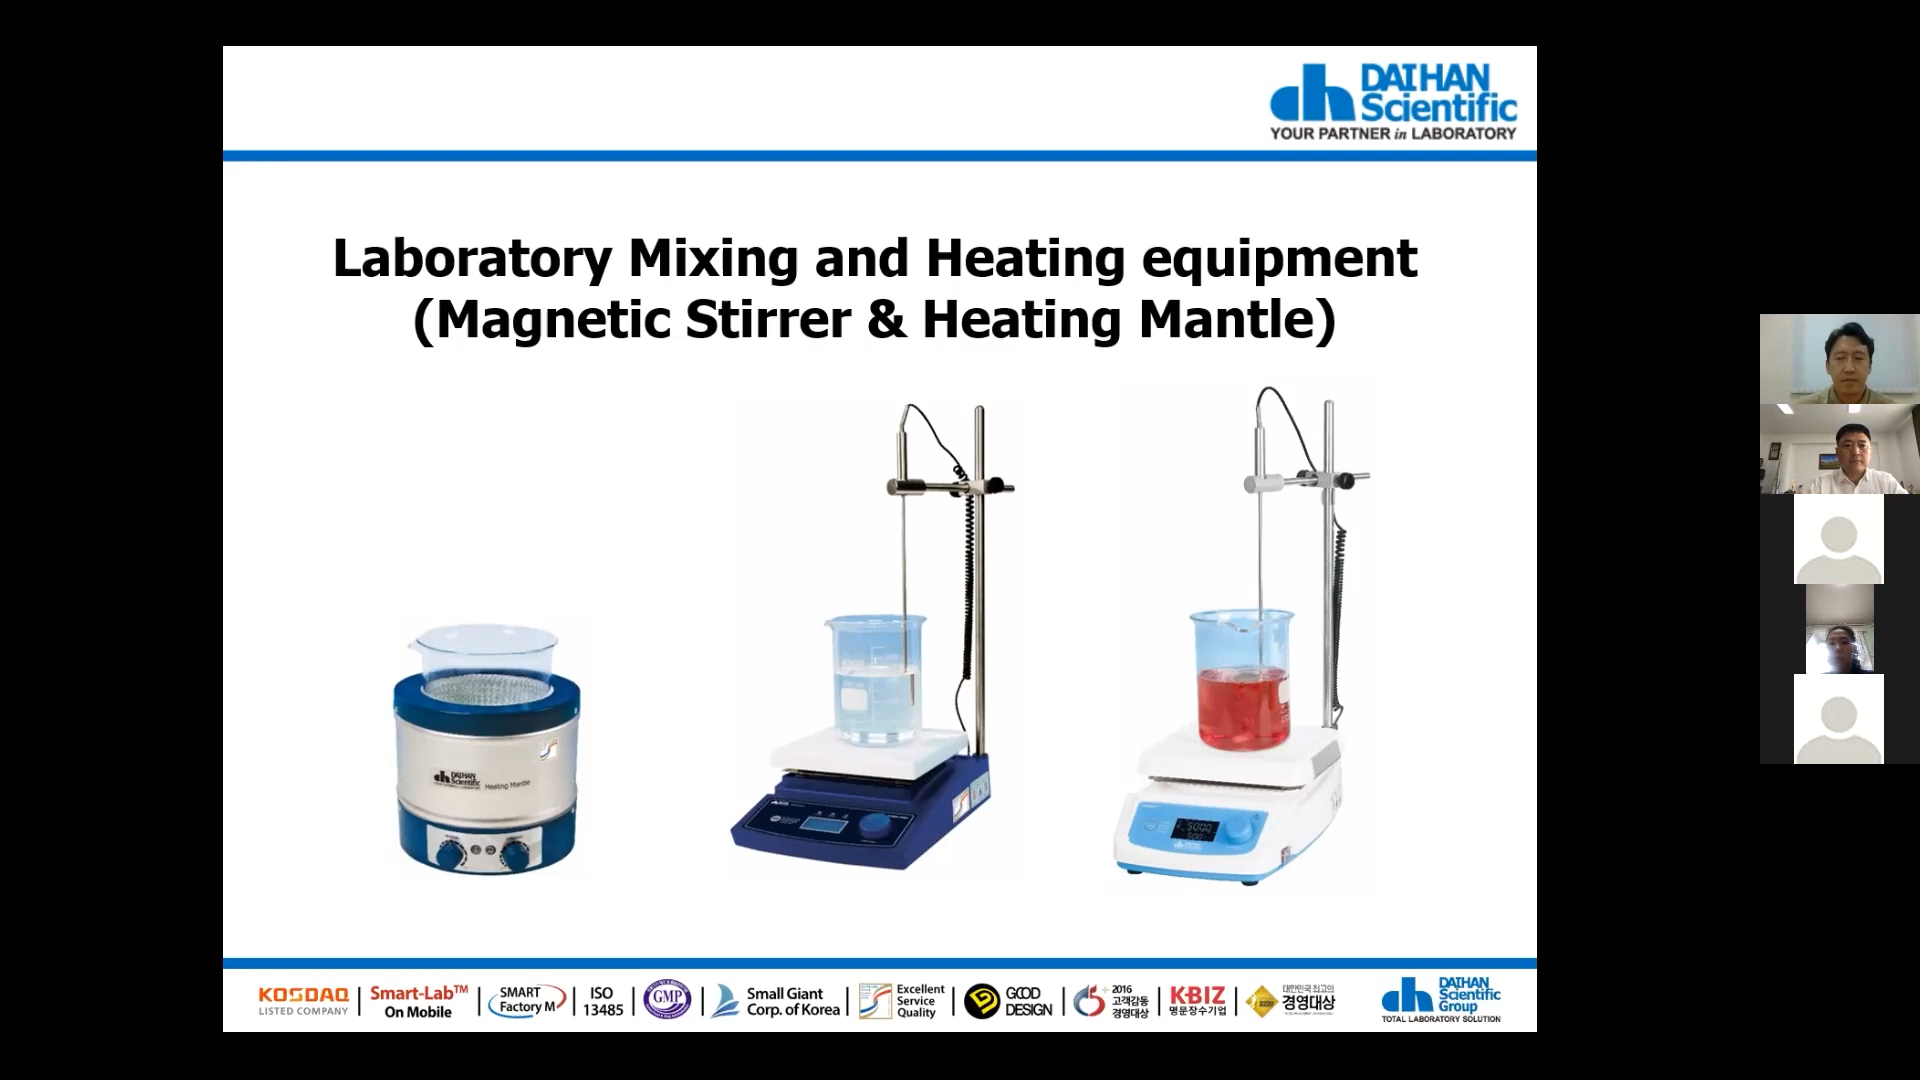 DAIHAN
Scientific
YOUR PARTNER in LABORATORY
Laboratory Mixing and Heating equipment
(Magnetic Stirrer & Heating Mantle)
DAIHAN
Scientific
Heating Mantle
KOSDAQ
LISTED COMPANY
Smart-Lab™
On Mobile
SMART
Factory M
ISO
13485
GMP
Small Giant
Corp. of Korea
Excellent
Service
Quality
GOOD
DESIGN
2016
고객감동
경영대상
K-BIZ
명문장수기업
대한민국 최고의
경영대상
DAIHAN
Scientific
Group
TOTAL LABORATORY SOLUTION